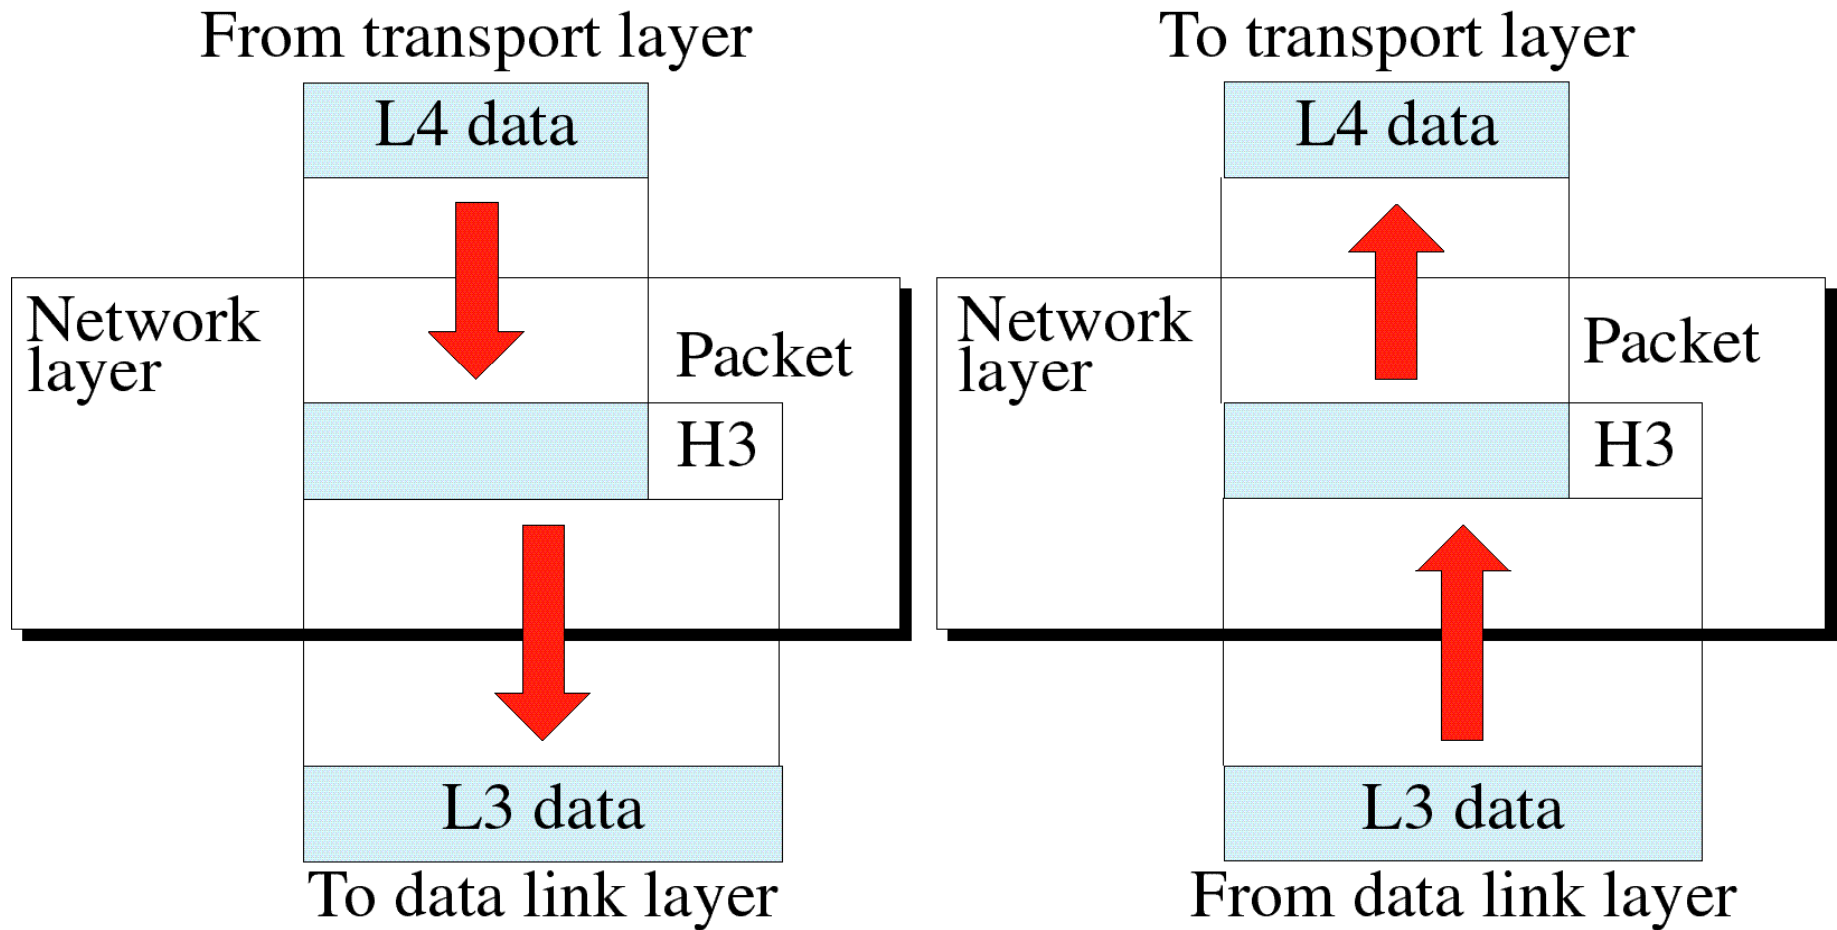 From transport layer
L4 data
Network
layer
Packet
H3
L3 data
To data link layer
To transport layer
L4 data
Network
layer
Packet
H3
L3 data
From data link layer